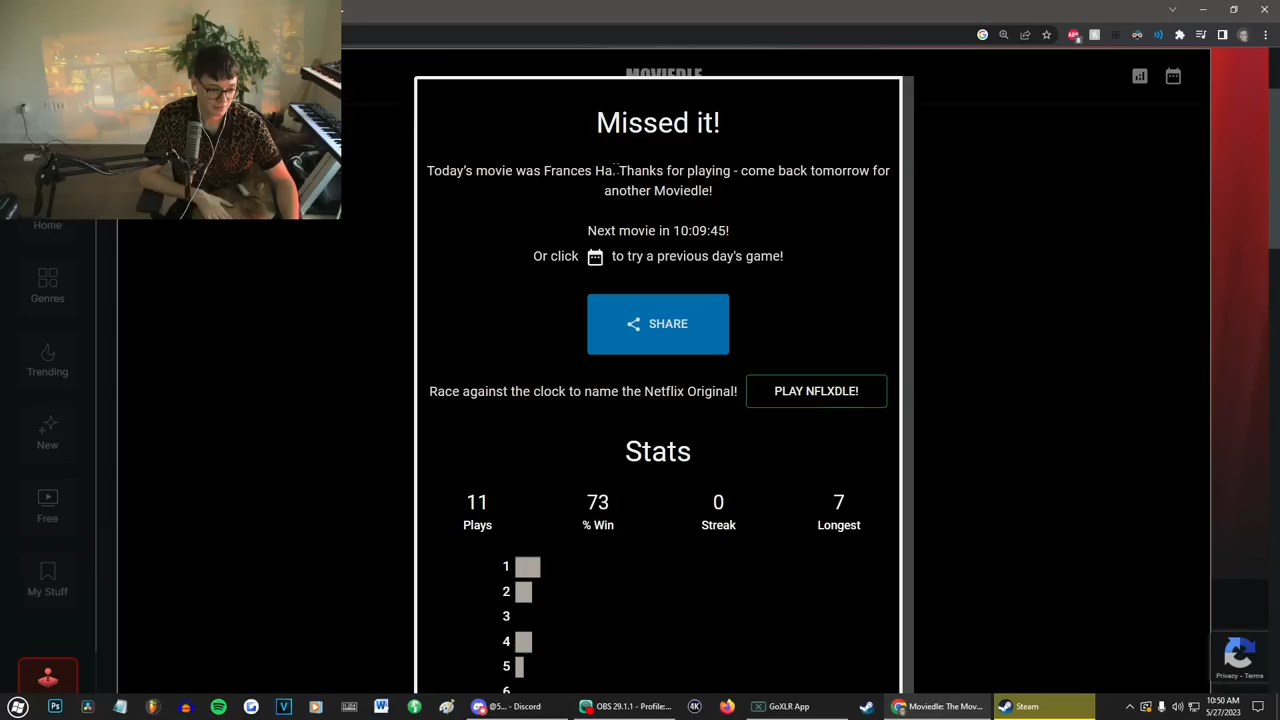 MOVIEDLE
Missed it!
Today's movie was Frances Ha. Thanks for playing - come back tomorrow for
another Moviedle!
Next movie in 10:09:45!
Or click to try a previous day's game!
SHARE
Race against the clock to name the Netflix Original! PLAY NFLXDLE!
Stats
11 73 0 7
Plays % Win Streak Longest
1
2
3
4
5
6
Home
Genres
Trending
New
Free
My Stuff
Privacy - Terms
@5... - Discord
OBS 29.1.1 - Profile:...
4K
GoXLR App
Moviedle: The Mov...
Steam
10:50 AM
5/27/2023